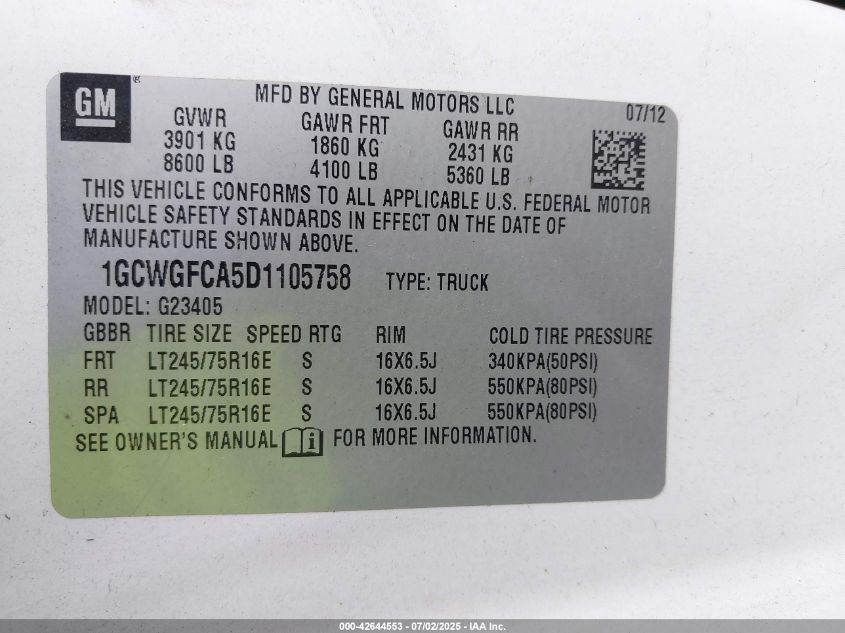 GM
MFD BY GENERAL MOTORS LLC
07/12
GVWR GAWR FRT GAWR RR
3901 KG 1860 KG 2431 KG
8600 LB 4100 LB 5360 LB
THIS VEHICLE CONFORMS TO ALL APPLICABLE U.S. FEDERAL MOTOR
VEHICLE SAFETY STANDARDS IN EFFECT ON THE DATE OF
MANUFACTURE SHOWN ABOVE.
1GCWGFCA5D1105758 TYPE: TRUCK
MODEL: G23405
GBBR TIRE SIZE SPEED RTG RIM COLD TIRE PRESSURE
FRT LT245/75R16E S 16X6.5J 340KPA(50PSI)
RR LT245/75R16E S 16X6.5J 550KPA(80PSI)
SPA LT245/75R16E S 16X6.5J 550KPA(80PSI)
SEE OWNER'S MANUAL i FOR MORE INFORMATION.
000-42644553 - 07/02/2025 - IAA Inc.